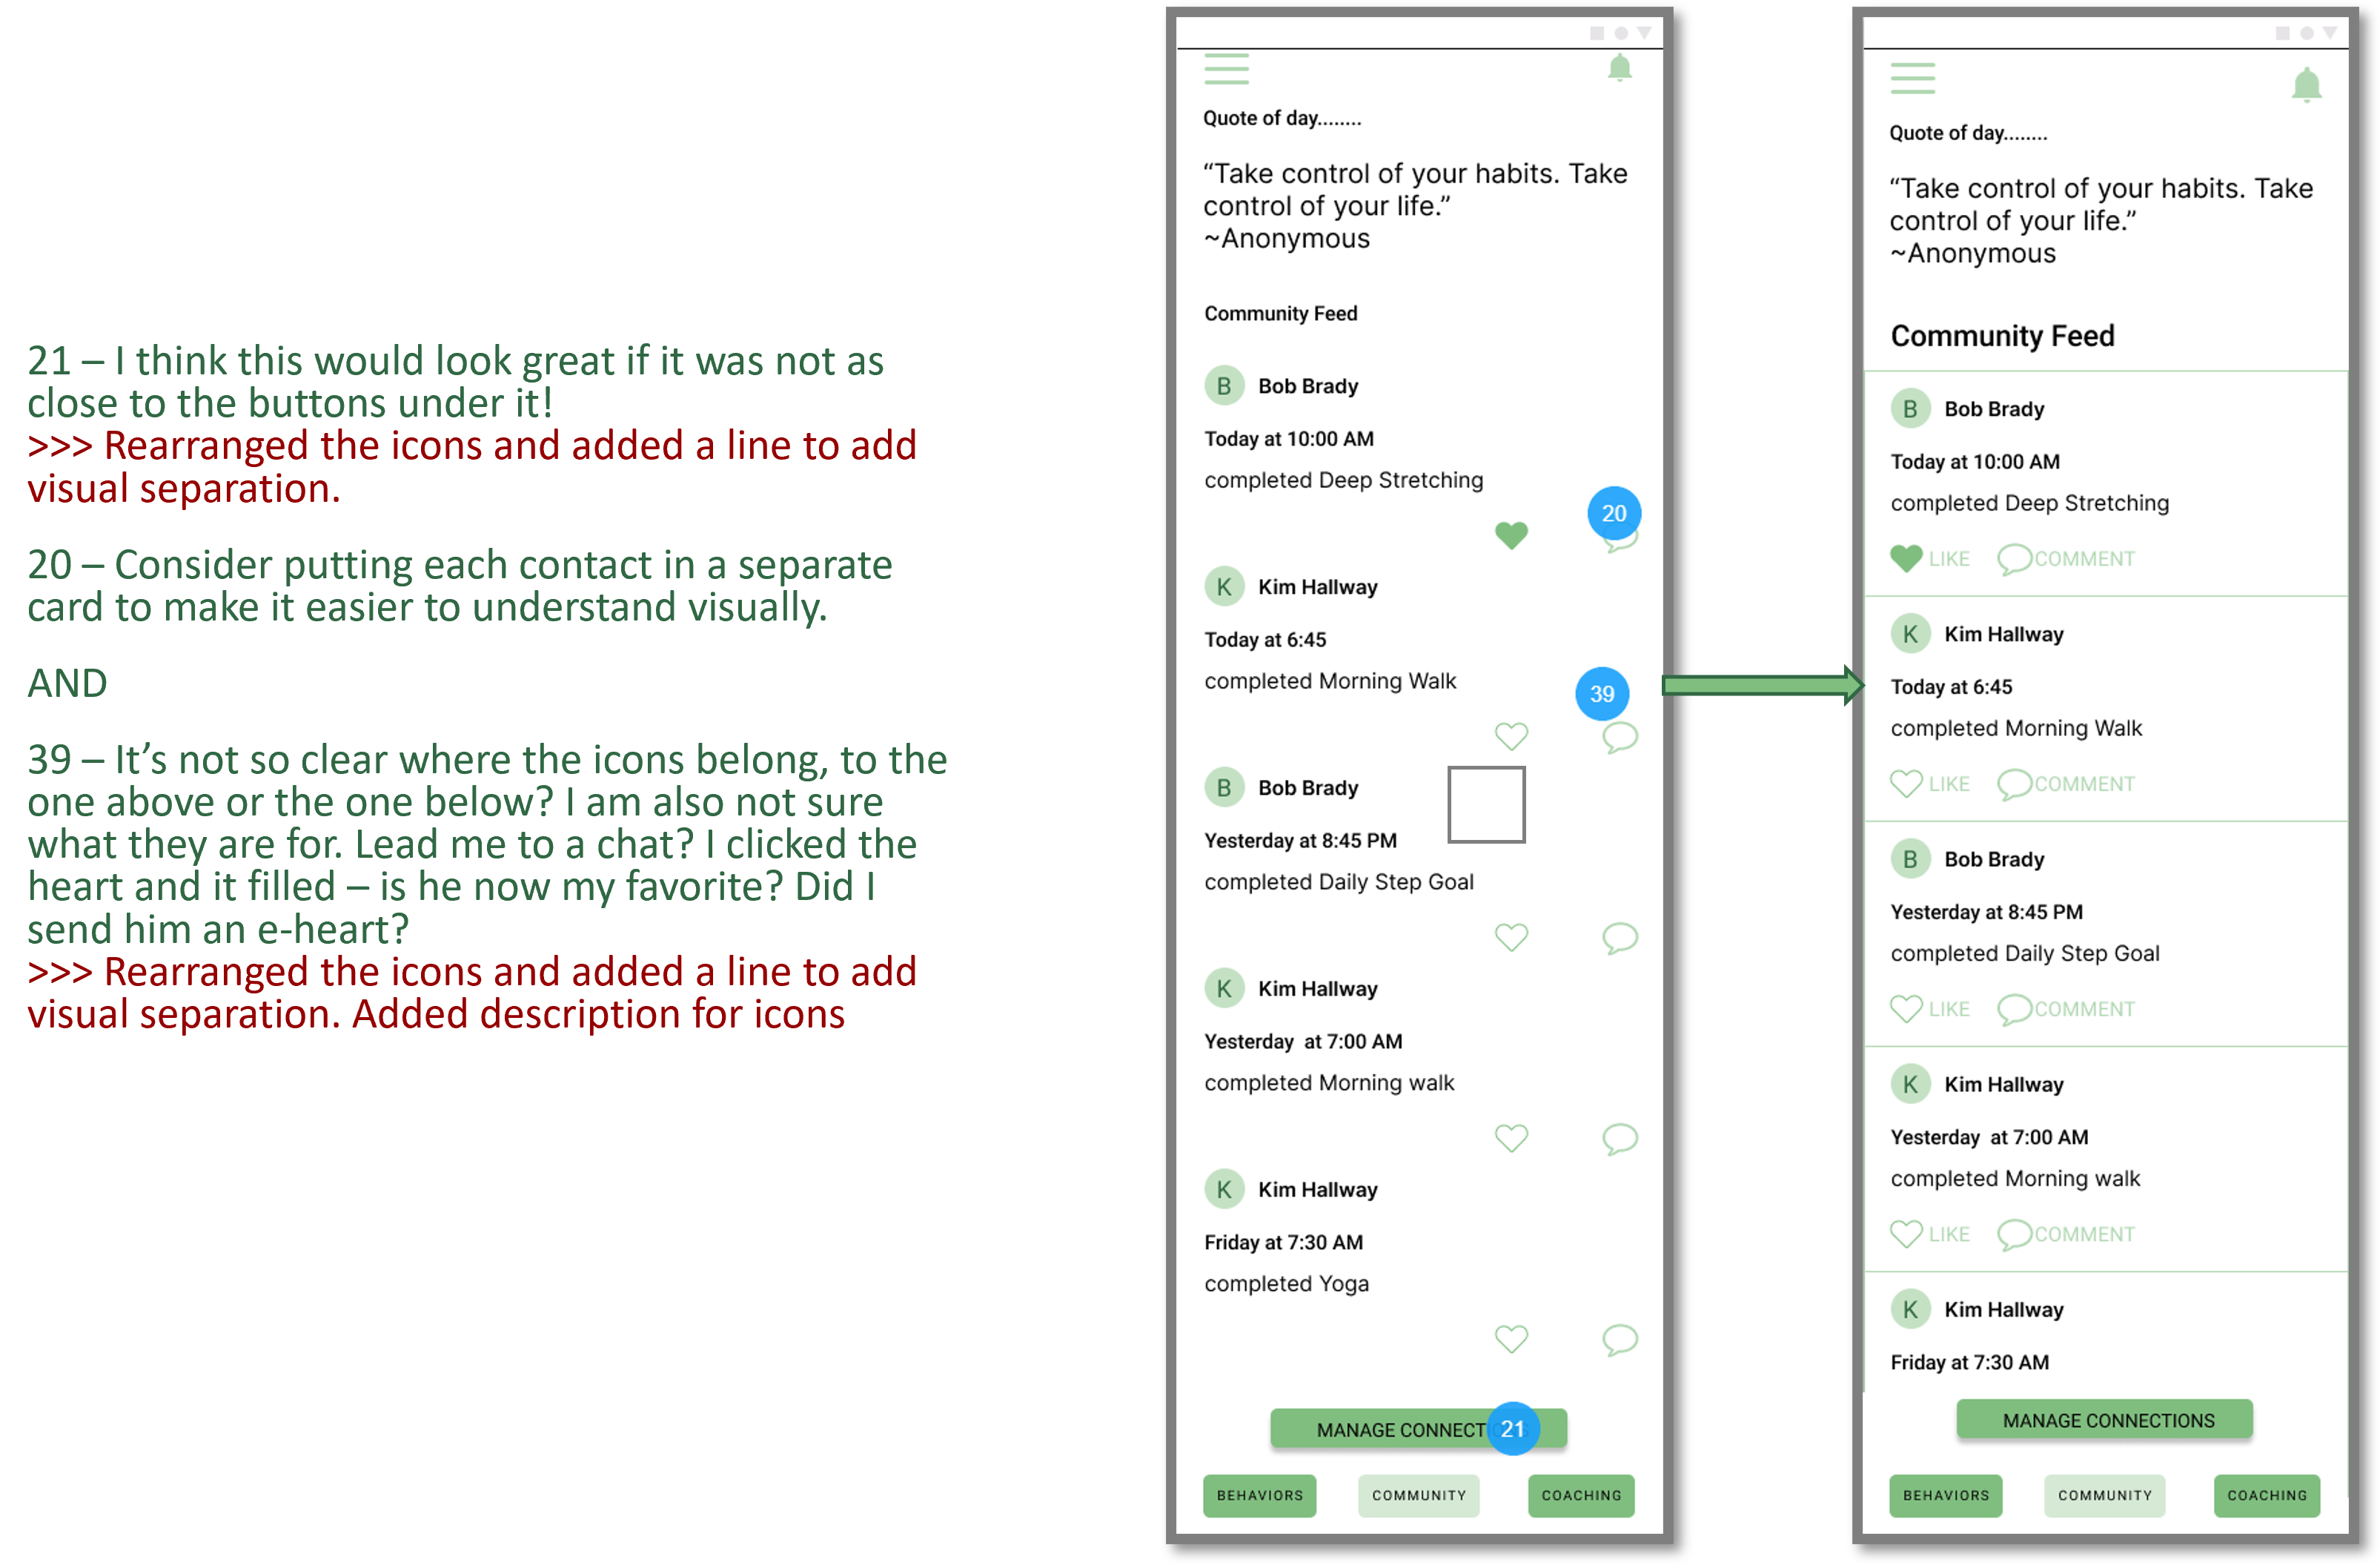 21 – I think this would look great if it was not as
close to the buttons under it!
>>> Rearranged the icons and added a line to add
visual separation.
20 – Consider putting each contact in a separate
card to make it easier to understand visually.
AND
39 – It’s not so clear where the icons belong, to the
one above or the one below? I am also not sure
what they are for. Lead me to a chat? I clicked the
heart and it filled – is he now my favorite? Did I
send him an e-heart?
>>> Rearranged the icons and added a line to add
visual separation. Added description for icons
Quote of day........
“Take control of your habits. Take
control of your life.”
~Anonymous
Community Feed
B Bob Brady
Today at 10:00 AM
completed Deep Stretching
20
K Kim Hallway
Today at 6:45
completed Morning Walk
39
B Bob Brady
Yesterday at 8:45 PM
completed Daily Step Goal
K Kim Hallway
Yesterday at 7:00 AM
completed Morning walk
K Kim Hallway
Friday at 7:30 AM
completed Yoga
MANAGE 21
BEHAVIORS COMMUNITY COACHING
Quote of day........
“Take control of your habits. Take
control of your life.”
~Anonymous
Community Feed
B Bob Brady
Today at 10:00 AM
completed Deep Stretching
LIKE COMMENT
K Kim Hallway
Today at 6:45
completed Morning Walk
LIKE COMMENT
B Bob Brady
Yesterday at 8:45 PM
completed Daily Step Goal
LIKE COMMENT
K Kim Hallway
Yesterday at 7:00 AM
completed Morning walk
LIKE COMMENT
K Kim Hallway
Friday at 7:30 AM
MANAGE CONNECTIONS
BEHAVIORS COMMUNITY COACHING